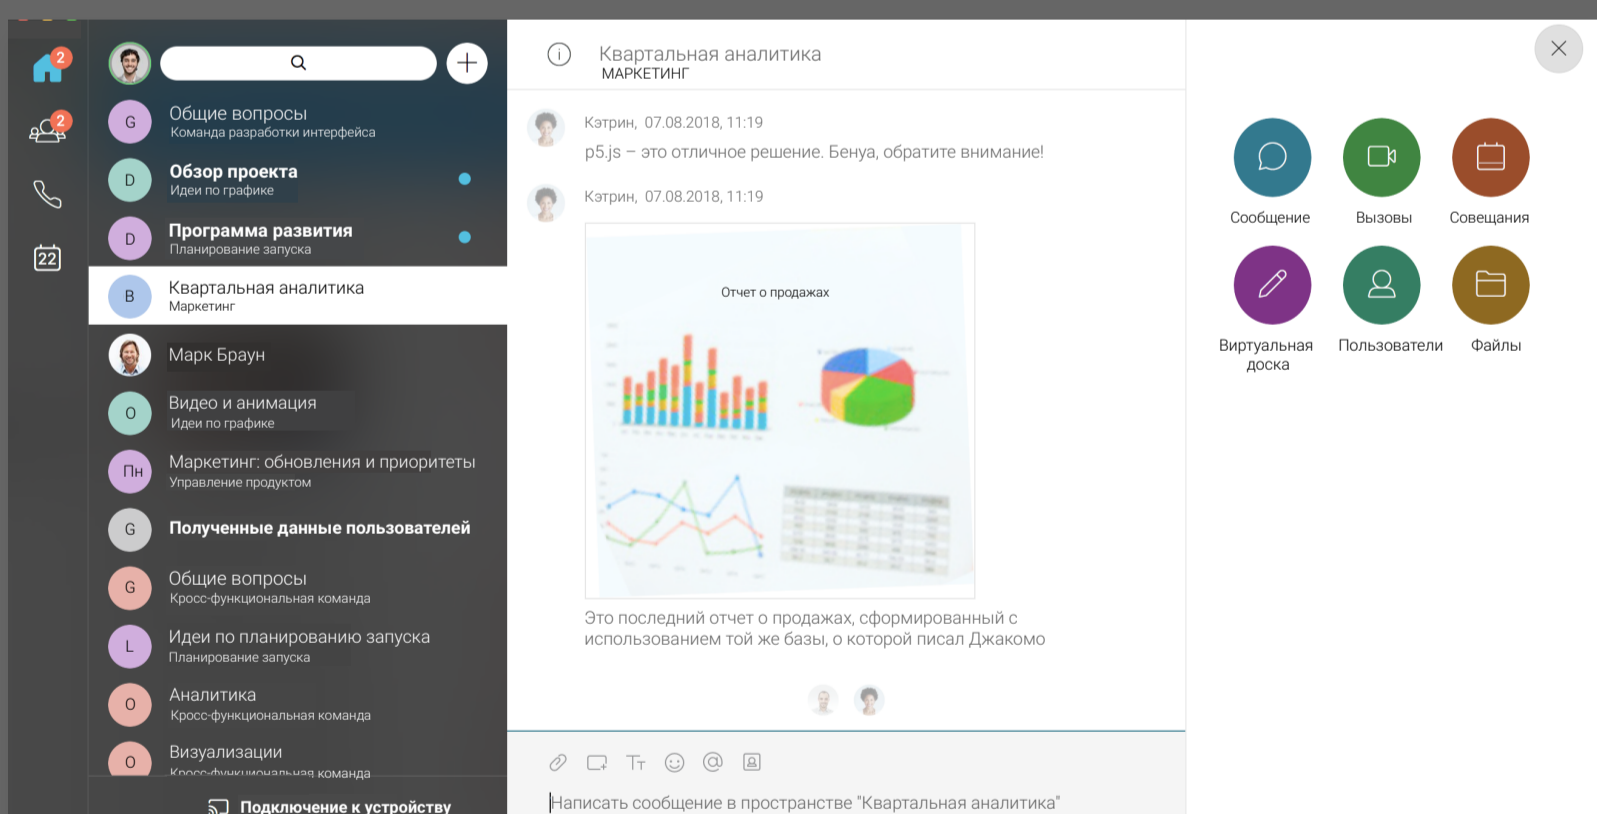 2
2
22
G
Общие вопросы
Команда разработки интерфейса
D
Обзор проекта
Идеи по графике
D
Программа развития
Планирование запуска
B
Квартальная аналитика
Маркетинг
Марк Браун
O
Видео и анимация
Идеи по графике
Пн
Маркетинг: обновления и приоритеты
Управление продуктом
G
Полученные данные пользователей
G
Общие вопросы
Кросс-функциональная команда
L
Идеи по планированию запуска
Планирование запуска
O
Аналитика
Кросс-функциональная команда
O
Визуализации
Кросс-функциональная команда
Подключение к устройству
Квартальная аналитика
МАРКЕТИНГ
Кэтрин, 07.08.2018, 11:19
p5.js – это отличное решение. Бенуа, обратите внимание!
Кэтрин, 07.08.2018, 11:19
Отчет о продажах
Это последний отчет о продажах, сформированный с
использованием той же базы, о которой писал Джакомо
Написать сообщение в пространстве "Квартальная аналитика"
Сообщение
Вызовы
Совещания
Виртуальная
доска
Пользователи
Файлы